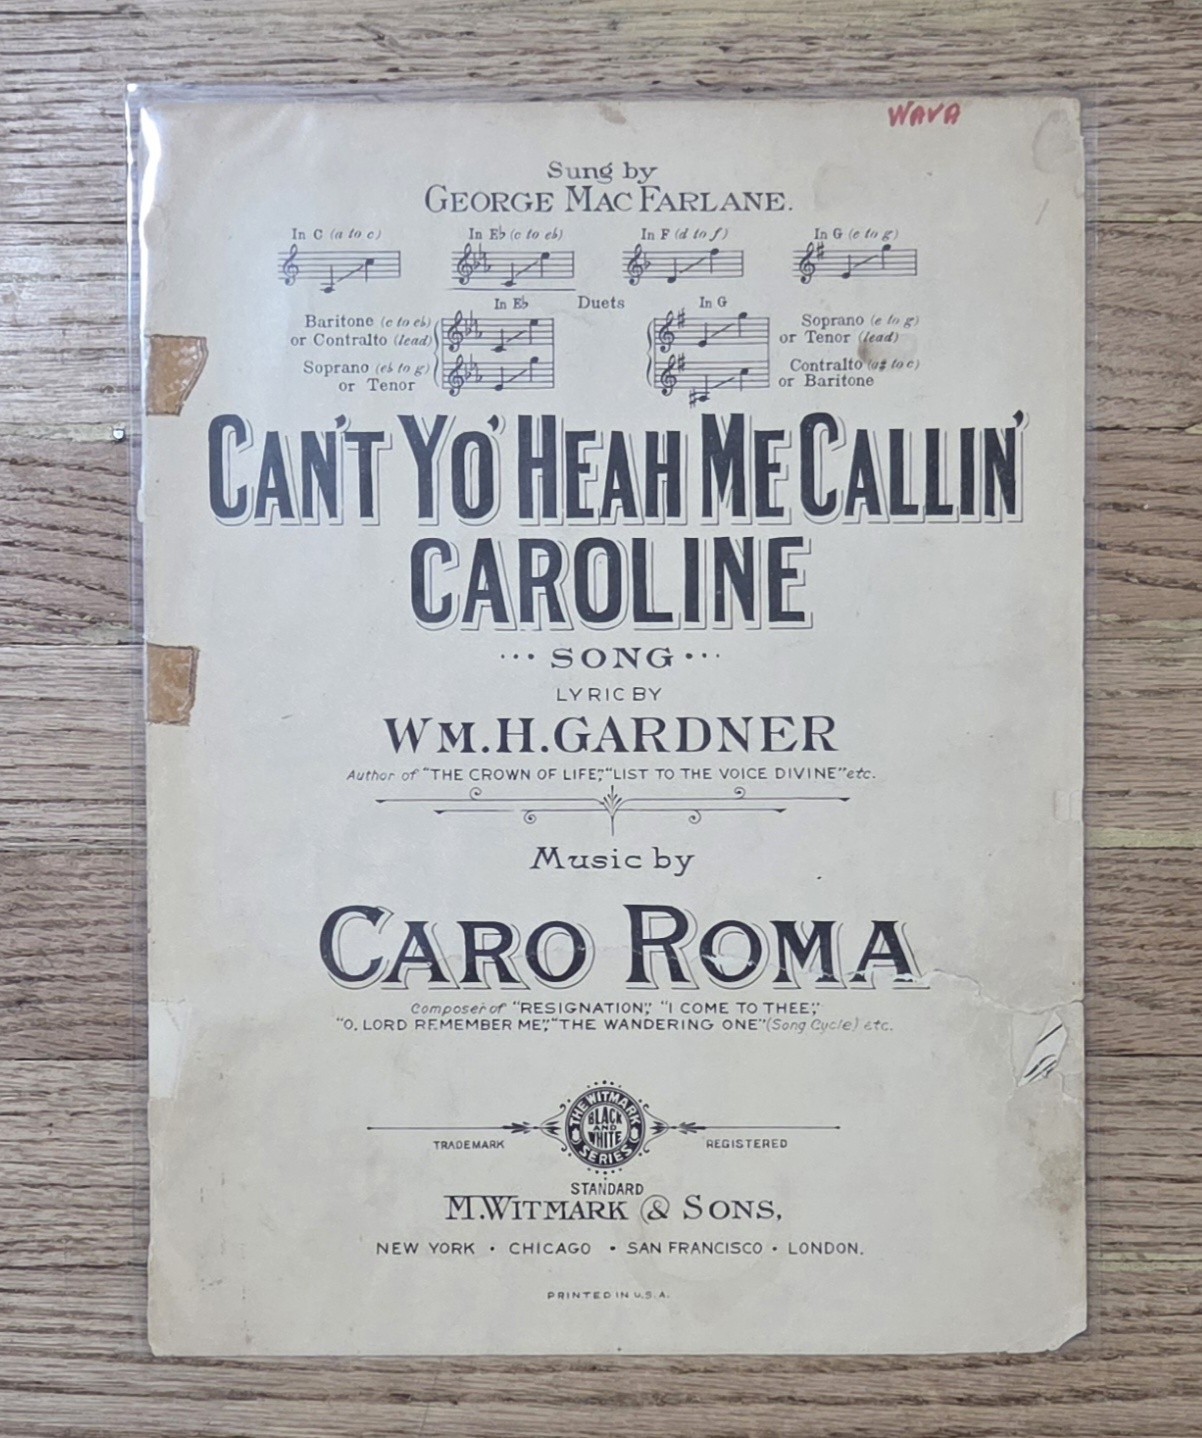 WAVA
Sung by
GEORGE MAC FARLANE.
In C (a to c) In E♭ (c to e♭) In F (d to f) In G (e to g)
In E♭ Duets In G
Baritone (c to e♭) Soprano (e to g)
or Contralto (lead) or Tenor (lead)
Soprano (e♭ to g) Contralto (a♯ to c)
or Tenor or Baritone
CAN'T YO' HEAH ME CALLIN'
CAROLINE
••• SONG •••
LYRIC BY
WM. H. GARDNER
Author of "THE CROWN OF LIFE," "LIST TO THE VOICE DIVINE" etc.
Music by
CARO ROMA
Composer of "RESIGNATION," "I COME TO THEE,"
"O, LORD REMEMBER ME," "THE WANDERING ONE" (Song Cycle) etc.
THE WITMARK
BLACK
AND
WHITE
SERIES
TRADEMARK REGISTERED
STANDARD
M. WITMARK & SONS,
NEW YORK • CHICAGO • SAN FRANCISCO • LONDON.
PRINTED IN U.S.A.